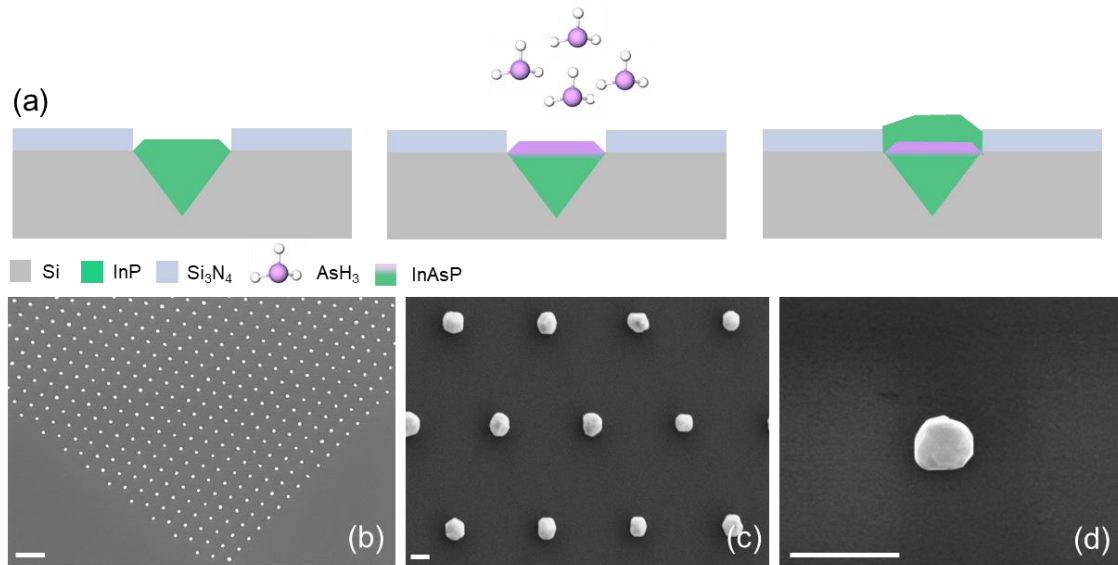 (a)
Si InP Si₃N₄ AsH₃ InAsP
(b) (c) (d)